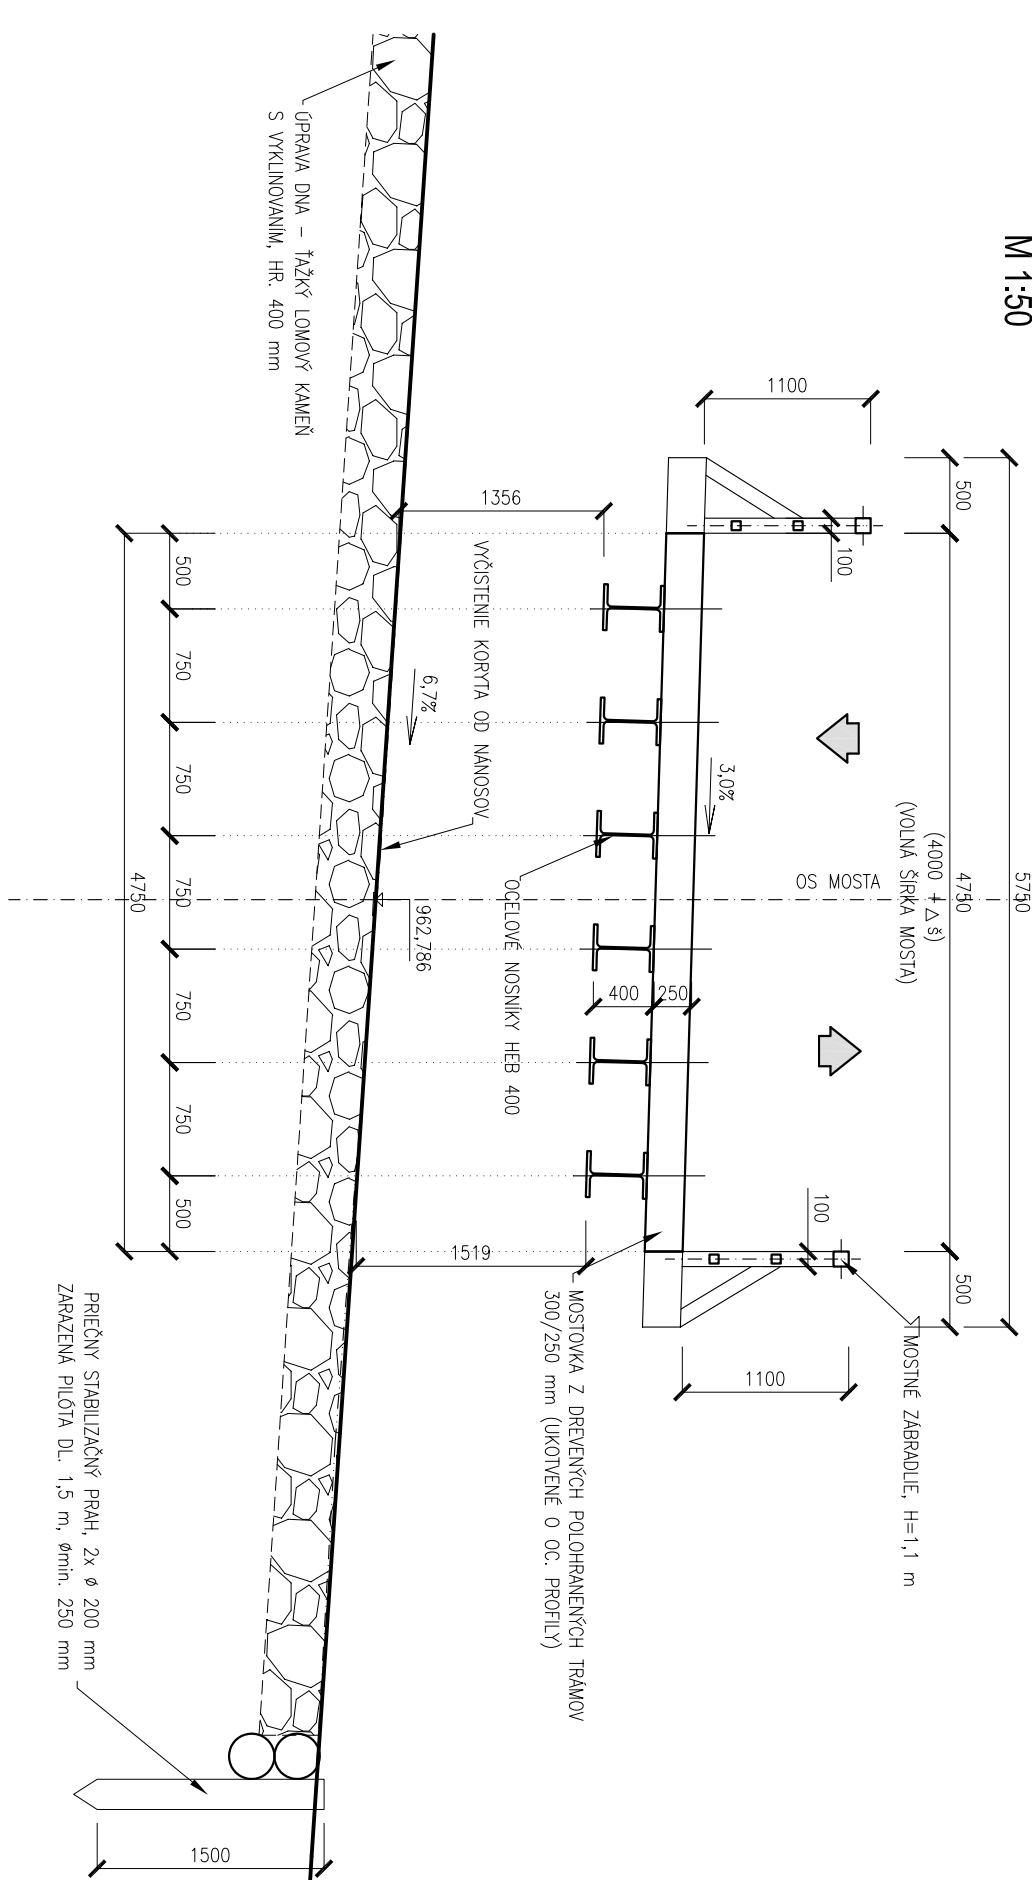 M 1:50
5750
500
4750
500
(4000 + Δ š)
(VOLNÁ ŠÍRKA MOSTA)
1100
100
100
1100
MOSTNÉ ZÁBRADLIE, H=1,1 m
OS MOSTA
3,0%
250
400
MOSTOVKA Z DREVENÝCH POLOHRANENÝCH TRÁMOV
300/250 mm (UKOTVENÉ O OC. PROFILY)
OCELOVÉ NOSNÍKY HEB 400
1356
VYČISTENIE KORYTA OD NÁNOSOV
6,7%
962,786
1519
ÚPRAVA DNA – ŤAŽKÝ LOMOVÝ KAMEŇ
S VYKLINOVANÍM, HR. 400 mm
500
750
750
750
750
750
500
4750
PRIEČNY STABILIZAČNÝ PRAH, 2x ø 200 mm
ZARAZENÁ PILÓTA DL. 1,5 m, ømin. 250 mm
1500